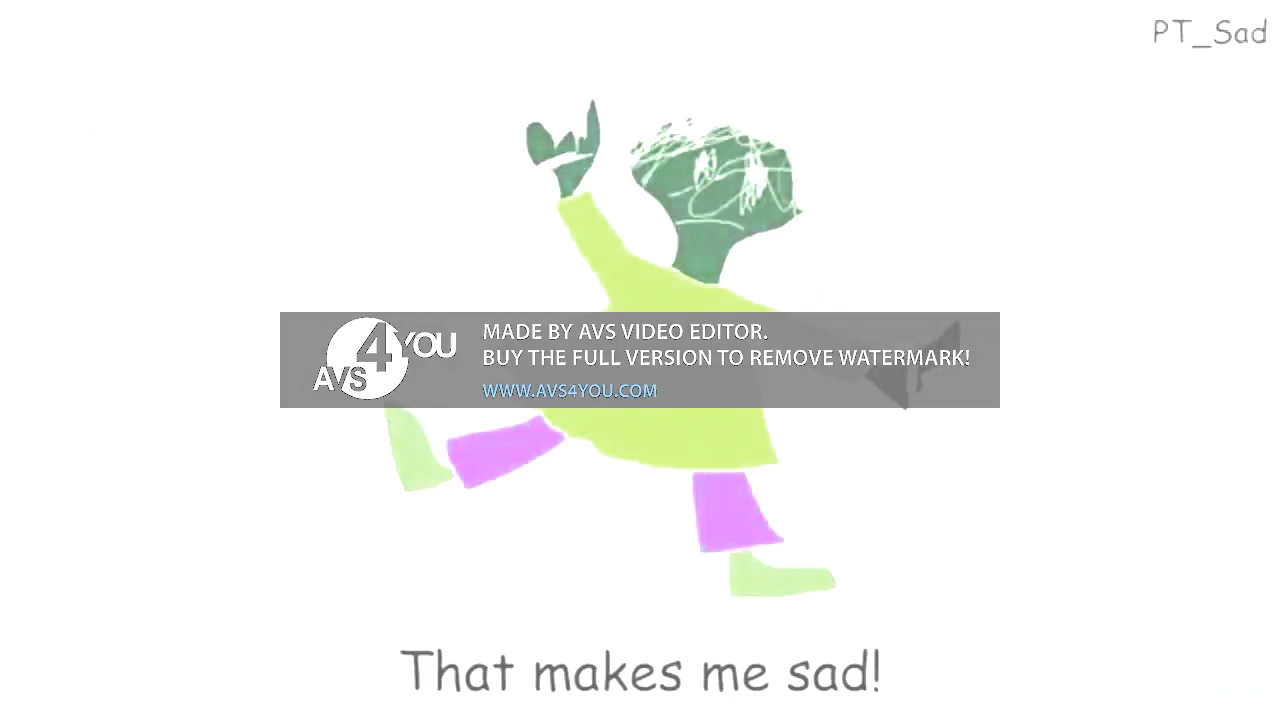 PT_Sad
AVS4YOU
MADE BY AVS VIDEO EDITOR.
BUY THE FULL VERSION TO REMOVE WATERMARK!
WWW.AVS4YOU.COM
That makes me sad!